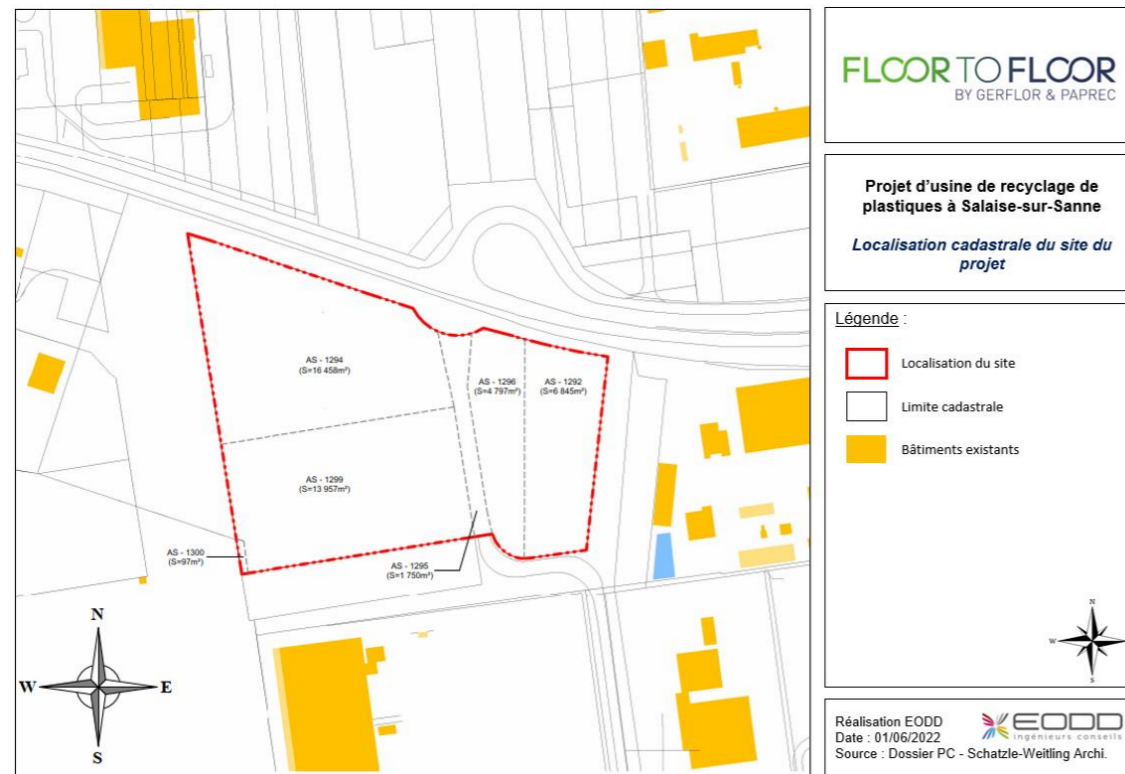 AS - 1294
(S=16 458m²)
AS - 1296
(S=4 797m²)
AS - 1292
(S=6 845m²)
AS - 1299
(S=13 957m²)
AS - 1300
(S=97m²)
AS - 1295
(S=1 750m²)
N
W
E
S
FLOOR TO FLOOR
BY GERFLOR & PAPREC
Projet d'usine de recyclage de
plastiques à Salaise-sur-Sanne
Localisation cadastrale du site du
projet
Légende :
Localisation du site
Limite cadastrale
Bâtiments existants
N
W
S
Réalisation EODD
Date : 01/06/2022
Source : Dossier PC - Schatzle-Weitling Archi.
EODD
ingénieurs conseils